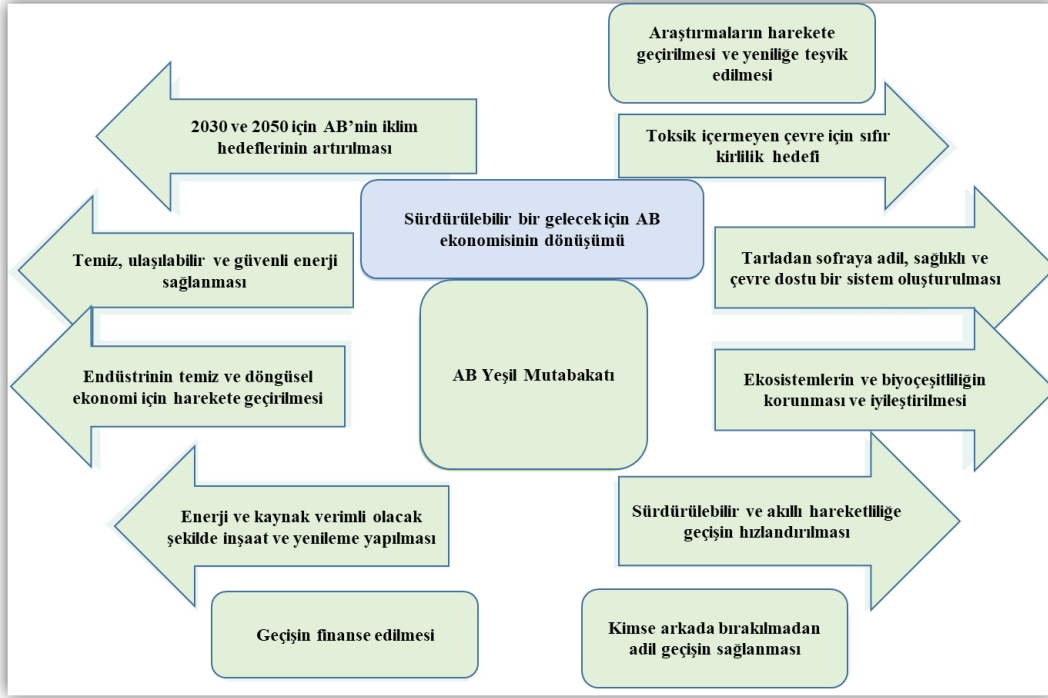 Araştırmaların harekete
geçirilmesi ve yeniliğe teşvik
edilmesi
2030 ve 2050 için AB’nin iklim
hedeflerinin artırılması
Toksik içermeyen çevre için sıfır
kirlilik hedefi
Sürdürülebilir bir gelecek için AB
ekonomisinin dönüşümü
Temiz, ulaşılabilir ve güvenli enerji
sağlanması
Tarladan sofraya adil, sağlıklı ve
çevre dostu bir sistem oluşturulması
AB Yeşil Mutabakatı
Endüstrinin temiz ve döngüsel
ekonomi için harekete geçirilmesi
Ekosistemlerin ve biyoçeşitliliğin
korunması ve iyileştirilmesi
Enerji ve kaynak verimli olacak
şekilde inşaat ve yenileme yapılması
Sürdürülebilir ve akıllı hareketliliğe
geçişin hızlandırılması
Geçişin finanse edilmesi
Kimse arkada bırakılmadan
adil geçişin sağlanması